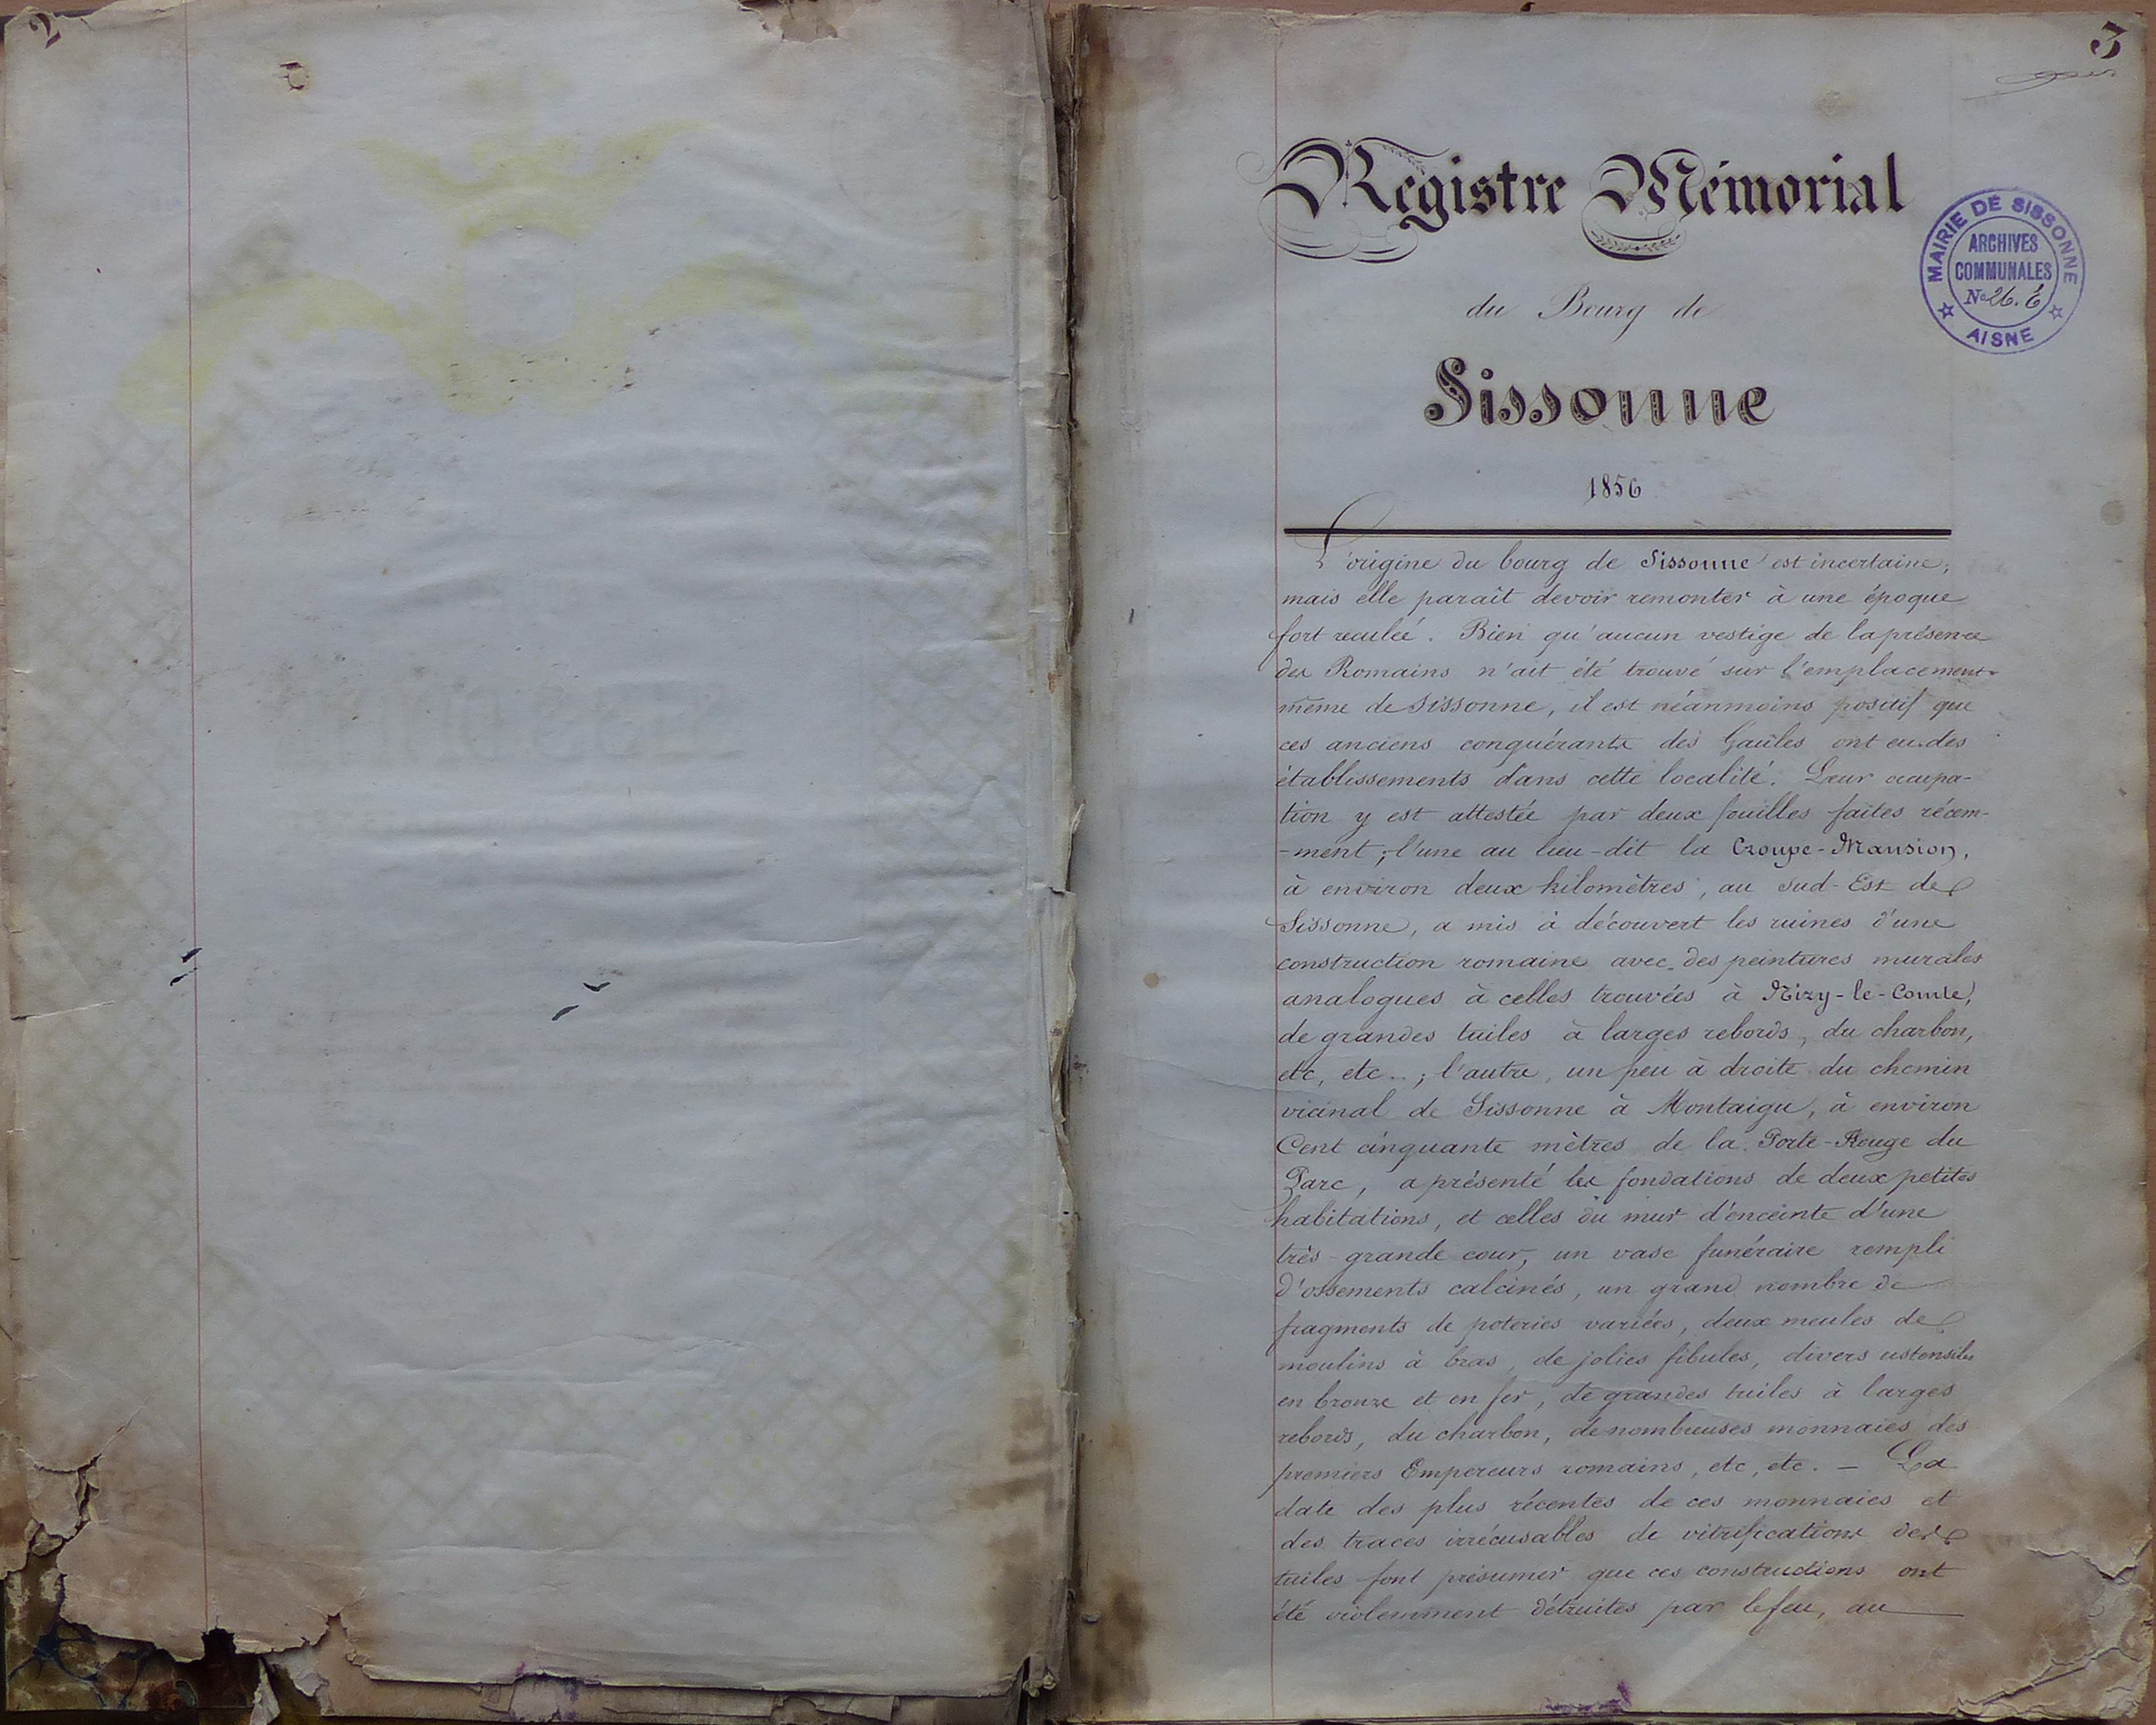 2
3
Registre Mémorial
du Bourg de
Sissonne
1856
MAIRIE DE SISSONNE
ARCHIVES
COMMUNALES
No 26. E
AISNE
L'origine du bourg de Sissonne est incertaine;
mais elle parait devoir remonter à une époque
fort reculée. Bien qu'aucun vestige de la présence
des Romains n'ait été trouvé sur l'emplacement
même de Sissonne, il est néanmoins positif que
ces anciens conquérants des Gaules ont eu des
établissements dans cette localité. Leur occupa-
tion y est attestée par deux fouilles faites récem-
-ment; l'une au lieu-dit la Croupe-Mansion,
à environ deux kilomètres, au Sud-Est de
Sissonne, a mis à découvert les ruines d'une
construction romaine avec des peintures murales
analogues à celles trouvées à Nizy-le-Comte,
de grandes tuiles à larges rebords, du charbon,
etc, etc..; l'autre, un peu à droite du chemin
vicinal de Sissonne à Montaigu, à environ
Cent cinquante mètres de la Porte-Rouge du
Parc, a présenté les fondations de deux petites
habitations, et celles du mur d'enceinte d'une
très-grande cour, un vase funéraire rempli
d'ossements calcinés, un grand nombre de
fragments de poteries variées, deux meules de
moulins à bras, de jolies fibules, divers ustensiles
en bronze et en fer, de grandes tuiles à larges
rebords, du charbon, de nombreuses monnaies des
premiers Empereurs romains, etc, etc. — La
date des plus récentes de ces monnaies et
des traces irrécusables de vitrifications des
tuiles font présumer que ces constructions ont
été violemment détruites par le feu, au